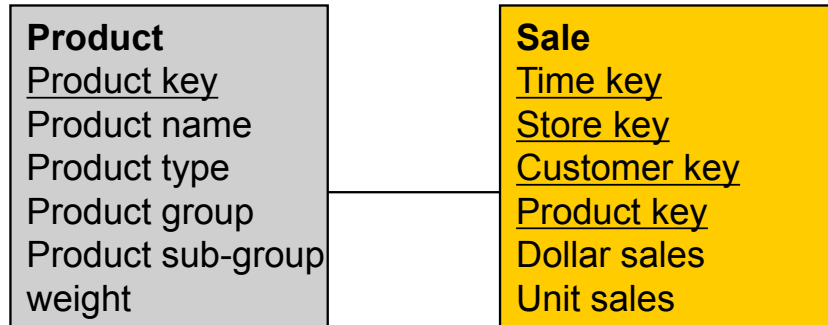 Product
Product key
Product name
Product type
Product group
Product sub-group
weight
Sale
Time key
Store key
Customer key
Product key
Dollar sales
Unit sales